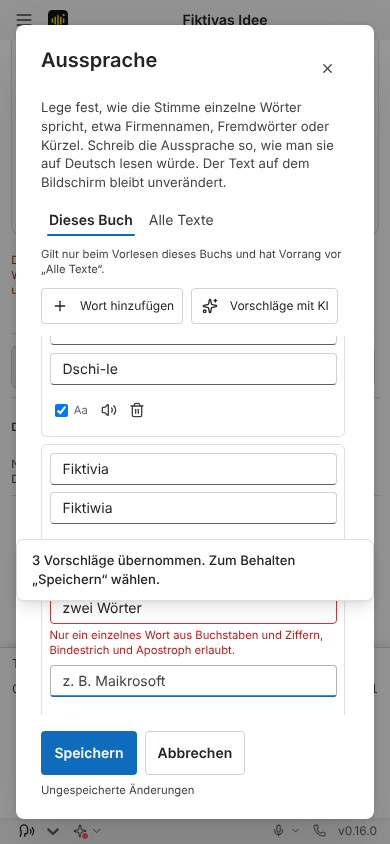 Fiktivas Idee
Aussprache
Lege fest, wie die Stimme einzelne Wörter
spricht, etwa Firmennamen, Fremdwörter oder
Kürzel. Schreib die Aussprache so, wie man sie
auf Deutsch lesen würde. Der Text auf dem
Bildschirm bleibt unverändert.
Dieses Buch Alle Texte
Gilt nur beim Vorlesen dieses Buchs und hat Vorrang vor
„Alle Texte“.
Wort hinzufügen Vorschläge mit KI
Dschi-le
Aa
Fiktivia
Fiktiwia
3 Vorschläge übernommen. Zum Behalten
„Speichern“ wählen.
zwei Wörter
Nur ein einzelnes Wort aus Buchstaben und Ziffern,
Bindestrich und Apostroph erlaubt.
z. B. Maikrosoft
Speichern Abbrechen
Ungespeicherte Änderungen
v0.16.0